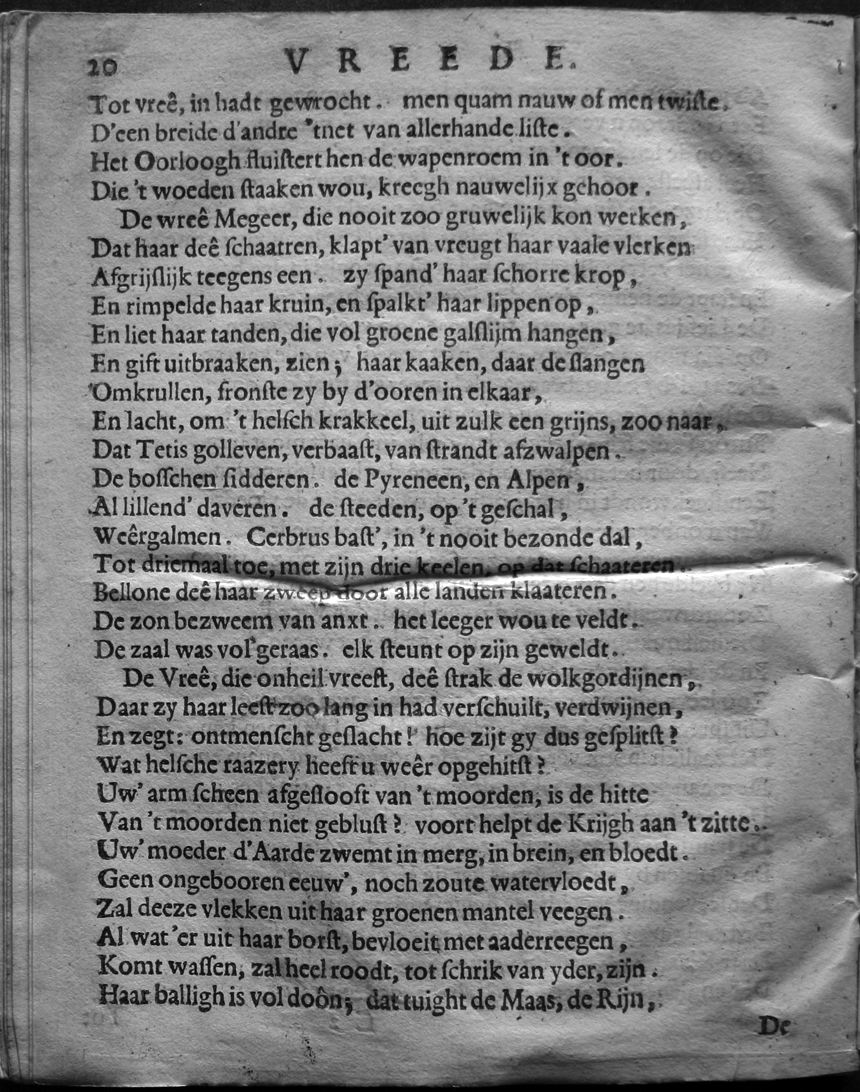 20 VREEDE.
Tot vreê, in hadt gewrocht. men quam nauw of men twiſte.
D'een breide d'andre 'tnet van allerhande liſte.
Het Oorloogh fluiſtert hen de wapenroem in 't oor.
Die 't woeden ſtaaken wou, kreegh nauwelijx gehoor.
De wreê Megeer, die nooit zoo gruwelijk kon werken,
Dat haar deê ſchaatren, klapt' van vreugt haar vaale vlerken
Afgrijſlijk teegens een. zy ſpand' haar ſchorre krop,
En rimpelde haar kruin, en ſpalkt' haar lippen op,
En liet haar tanden, die vol groene galſlijm hangen,
En gift uitbraaken, zien; haar kaaken, daar de ſlangen
Omkrullen, fronſte zy by d'ooren in elkaar,
En lacht, om 't helſch krakkeel, uit zulk een grijns, zoo naar,
Dat Tetis golleven, verbaaſt, van ſtrandt afzwalpen.
De boſſchen ſidderen. de Pyreneen, en Alpen,
Al lillend' daveren. de ſteeden, op 't geſchal,
Weêrgalmen. Cerbrus baſt', in 't nooit bezonde dal,
Tot driemaal toe, met zijn drie keelen, op dat ſchaateren.
Bellone deê haar zweep door alle landen klaateren.
De zon bezweem van anxt. het leeger wou te veldt.
De zaal was vol geraas. elk ſteunt op zijn geweldt.
De Vreê, die onheil vreeſt, deê ſtrak de wolkgordijnen,
Daar zy haar leeſt zoo lang in had verſchuilt, verdwijnen,
En zegt: ontmenſcht geſlacht! hoe zijt gy dus geſplitſt?
Wat helſche raazery heeft u weêr opgehitſt?
Uw' arm ſcheen afgeſlooft van 't moorden, is de hitte
Van 't moorden niet gebluſt? voort helpt de Krijgh aan 't zitte.
Uw' moeder d'Aarde zwemt in merg, in brein, en bloedt.
Geen ongebooren eeuw', noch zoute watervloedt,
Zal deeze vlekken uit haar groenen mantel veegen.
Al wat 'er uit haar borſt, bevloeit met aaderreegen,
Komt waſſen, zal heel roodt, tot ſchrik van yder, zijn.
Haar balligh is vol doôn; dat tuight de Maas, de Rijn,
De